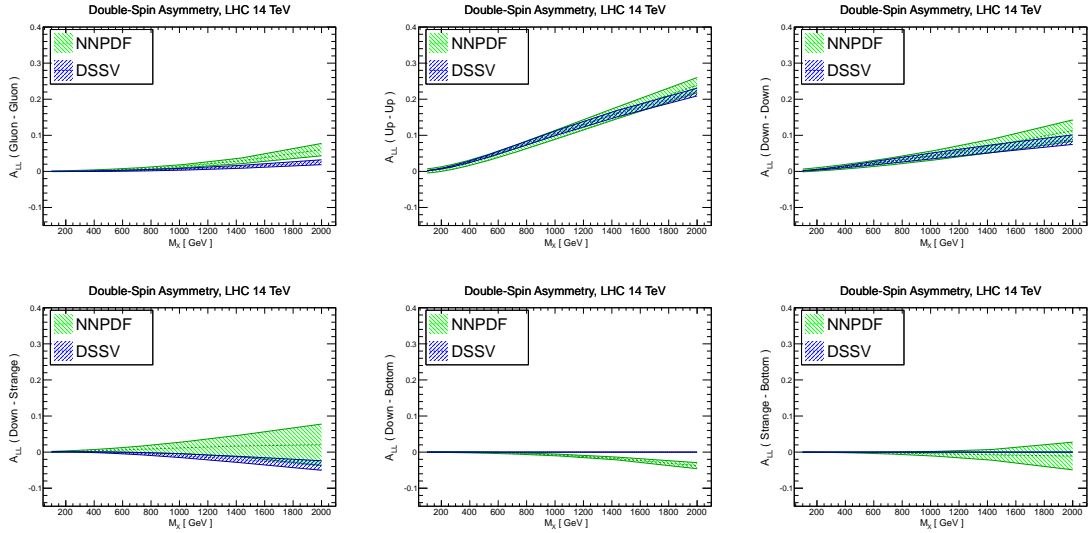 Double-Spin Asymmetry, LHC 14 TeV
0.4
0.3
0.2
0.1
0
-0.1
A_LL ( Gluon - Gluon )
NNPDF
DSSV
200 400 600 800 1000 1200 1400 1600 1800 2000
M_X [ GeV ]
Double-Spin Asymmetry, LHC 14 TeV
0.4
0.3
0.2
0.1
0
-0.1
A_LL ( Up - Up )
NNPDF
DSSV
200 400 600 800 1000 1200 1400 1600 1800 2000
M_X [ GeV ]
Double-Spin Asymmetry, LHC 14 TeV
0.4
0.3
0.2
0.1
0
-0.1
A_LL ( Down - Down )
NNPDF
DSSV
200 400 600 800 1000 1200 1400 1600 1800 2000
M_X [ GeV ]
Double-Spin Asymmetry, LHC 14 TeV
0.4
0.3
0.2
0.1
0
-0.1
A_LL ( Down - Strange )
NNPDF
DSSV
200 400 600 800 1000 1200 1400 1600 1800 2000
M_X [ GeV ]
Double-Spin Asymmetry, LHC 14 TeV
0.4
0.3
0.2
0.1
0
-0.1
A_LL ( Down - Bottom )
NNPDF
DSSV
200 400 600 800 1000 1200 1400 1600 1800 2000
M_X [ GeV ]
Double-Spin Asymmetry, LHC 14 TeV
0.4
0.3
0.2
0.1
0
-0.1
A_LL ( Strange - Bottom )
NNPDF
DSSV
200 400 600 800 1000 1200 1400 1600 1800 2000
M_X [ GeV ]